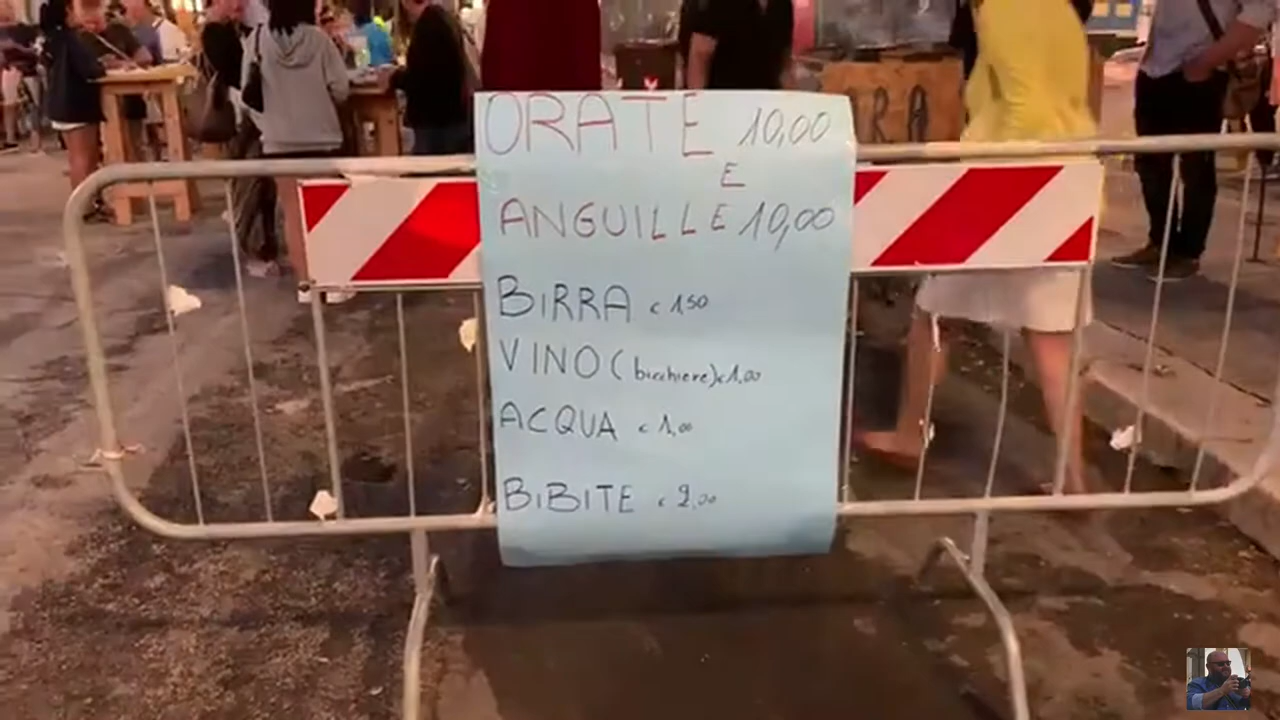 ORATE 10,00
E
ANGUILLE 10,00
BIRRA € 1,50
VINO (bicchiere) € 1,00
ACQUA € 1,00
BIBITE € 2,00